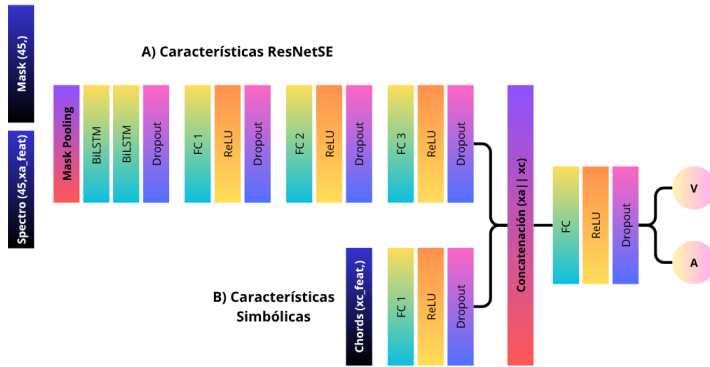 A) Características ResNetSE
Mask (45,)
Spectro (45,xa_feat)
Mask Pooling
BiLSTM
BiLSTM
Dropout
FC 1
ReLU
Dropout
FC 2
ReLU
Dropout
FC 3
ReLU
Dropout
B) Características
Simbólicas
Chords (xc_feat,)
FC 1
ReLU
Dropout
Concatenación (xa || xc)
FC
ReLU
Dropout
V
A